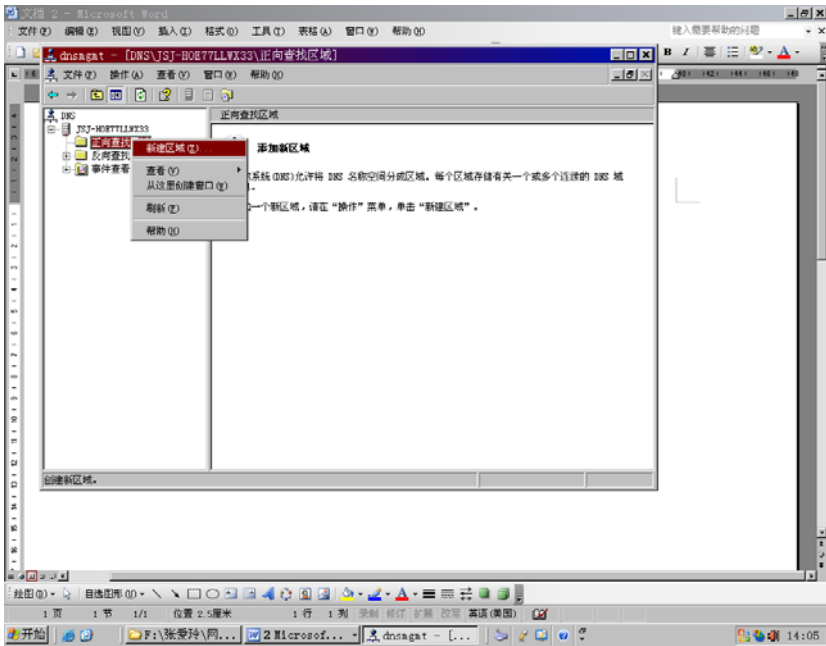 文档 2 - Microsoft Word
文件(F) 编辑(E) 视图(V) 插入(I) 格式(O) 工具(T) 表格(A) 窗口(W) 帮助(H) 键入需要帮助的问题
dnsmgmt - [DNS\JSJ-HOE77LLWX33\正向查找区域]
文件(F) 操作(A) 查看(V) 窗口(W) 帮助(H)
DNS
JSJ-HOE77LLWX33
正向查找
反向查找
事件查看
正向查找区域
新建区域(Z)...
查看(V)
从这里创建窗口(W)
刷新(F)
帮助(H)
添加新区域
系统(DNS)允许将 DNS 名称空间分成区域。每个区域存储有关一个或多个连续的 DNS 域
一个新区域，请在“操作”菜单，单击“新建区域”。
创建新区域。
绘图(D) 自选图形(U)
1 页 1 节 1/1 位置 2.5厘米 1 行 1 列 录制 修订 扩展 改写 英语(美国)
开始 F:\张爱玲\网... 2 Microsof... dnsmgmt - [... 14:05